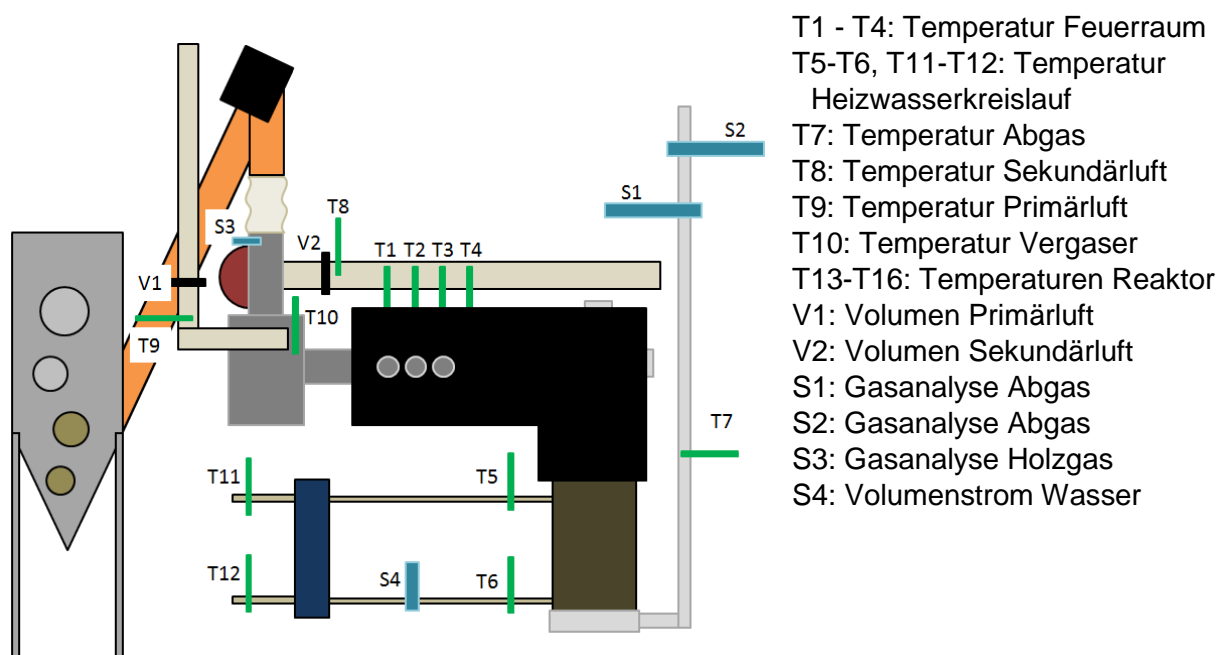 T1 - T4: Temperatur Feuerraum
T5-T6, T11-T12: Temperatur
Heizwasserkreislauf
T7: Temperatur Abgas
T8: Temperatur Sekundärluft
T9: Temperatur Primärluft
T10: Temperatur Vergaser
T13-T16: Temperaturen Reaktor
V1: Volumen Primärluft
V2: Volumen Sekundärluft
S1: Gasanalyse Abgas
S2: Gasanalyse Abgas
S3: Gasanalyse Holzgas
S4: Volumenstrom Wasser
S2
S1
T8
S3
V2
T1 T2 T3 T4
V1
T10
T9
T7
T11
T5
T12
S4
T6